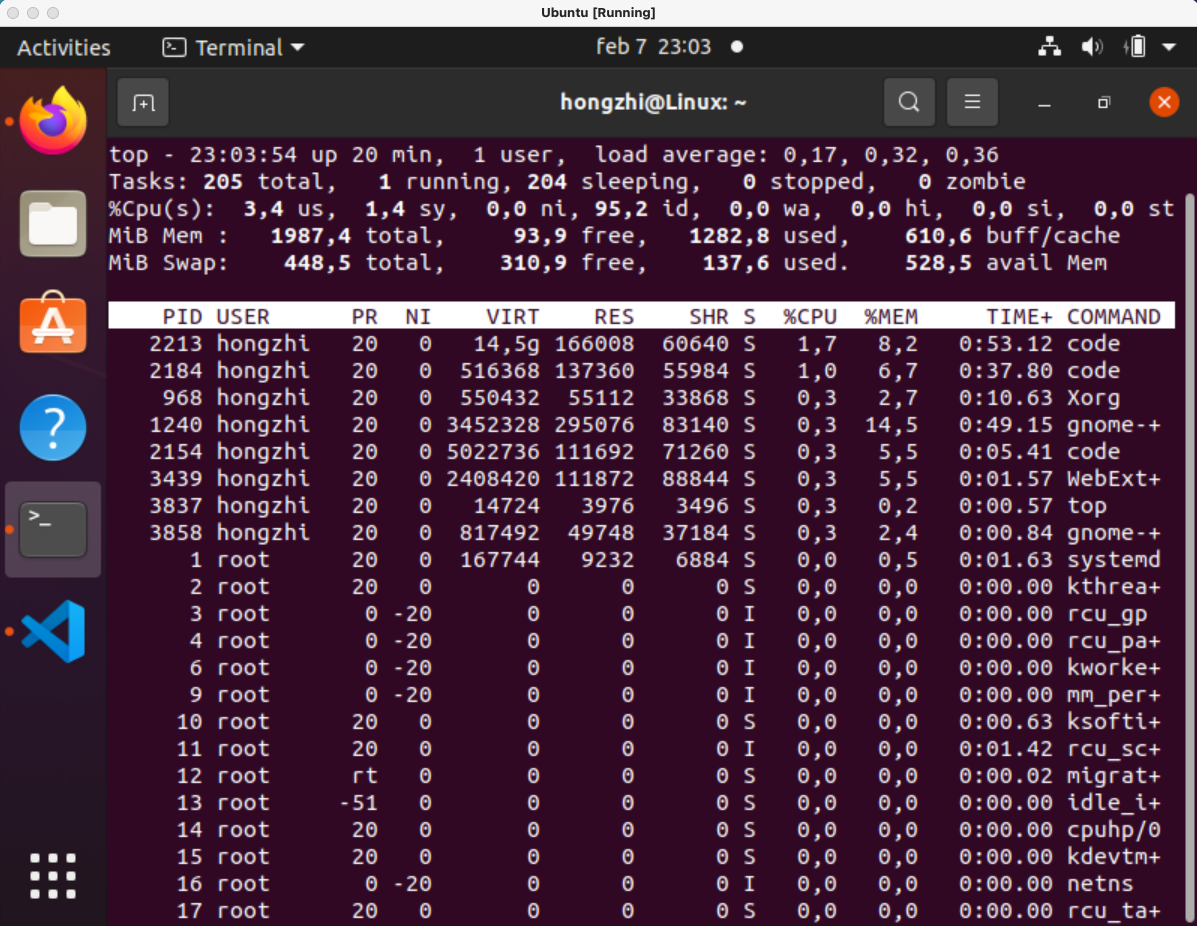 Ubuntu [Running]
Activities Terminal feb 7 23:03
hongzhi@Linux: ~
top - 23:03:54 up 20 min,  1 user,  load average: 0,17, 0,32, 0,36
Tasks: 205 total,   1 running, 204 sleeping,   0 stopped,   0 zombie
%Cpu(s):  3,4 us,  1,4 sy,  0,0 ni, 95,2 id,  0,0 wa,  0,0 hi,  0,0 si,  0,0 st
MiB Mem :   1987,4 total,     93,9 free,   1282,8 used,    610,6 buff/cache
MiB Swap:    448,5 total,    310,9 free,    137,6 used.    528,5 avail Mem
PID USER PR NI VIRT RES SHR S %CPU %MEM TIME+ COMMAND
2213 hongzhi 20 0 14,5g 166008 60640 S 1,7 8,2 0:53.12 code
2184 hongzhi 20 0 516368 137360 55984 S 1,0 6,7 0:37.80 code
968 hongzhi 20 0 550432 55112 33868 S 0,3 2,7 0:10.63 Xorg
1240 hongzhi 20 0 3452328 295076 83140 S 0,3 14,5 0:49.15 gnome-+
2154 hongzhi 20 0 5022736 111692 71260 S 0,3 5,5 0:05.41 code
3439 hongzhi 20 0 2408420 111872 88844 S 0,3 5,5 0:01.57 WebExt+
3837 hongzhi 20 0 14724 3976 3496 S 0,3 0,2 0:00.57 top
3858 hongzhi 20 0 817492 49748 37184 S 0,3 2,4 0:00.84 gnome-+
1 root 20 0 167744 9232 6884 S 0,0 0,5 0:01.63 systemd
2 root 20 0 0 0 0 S 0,0 0,0 0:00.00 kthrea+
3 root 0 -20 0 0 0 I 0,0 0,0 0:00.00 rcu_gp
4 root 0 -20 0 0 0 I 0,0 0,0 0:00.00 rcu_pa+
6 root 0 -20 0 0 0 I 0,0 0,0 0:00.00 kworke+
9 root 0 -20 0 0 0 I 0,0 0,0 0:00.00 mm_per+
10 root 20 0 0 0 0 S 0,0 0,0 0:00.63 ksofti+
11 root 20 0 0 0 0 I 0,0 0,0 0:01.42 rcu_sc+
12 root rt 0 0 0 0 S 0,0 0,0 0:00.02 migrat+
13 root -51 0 0 0 0 S 0,0 0,0 0:00.00 idle_i+
14 root 20 0 0 0 0 S 0,0 0,0 0:00.00 cpuhp/0
15 root 20 0 0 0 0 S 0,0 0,0 0:00.00 kdevtm+
16 root 0 -20 0 0 0 I 0,0 0,0 0:00.00 netns
17 root 20 0 0 0 0 S 0,0 0,0 0:00.00 rcu_ta+